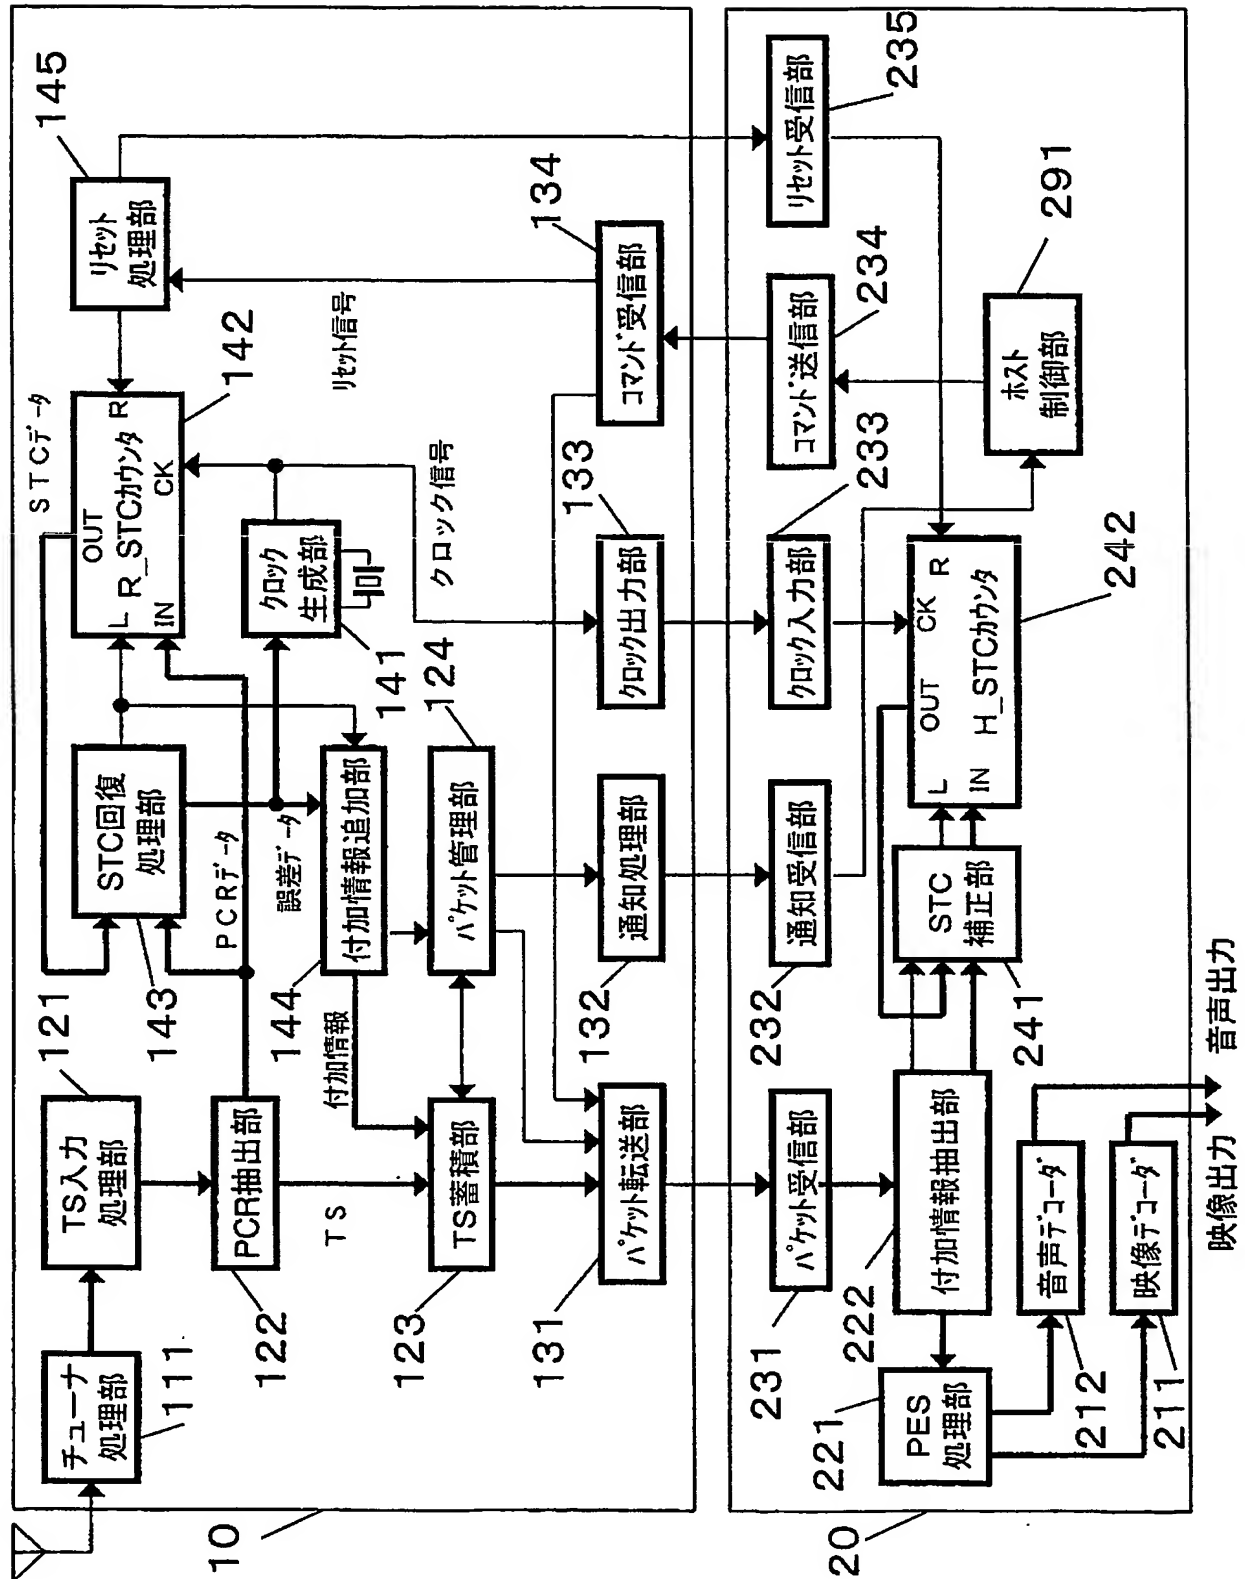 チューナ
処理部
111
TS入力
処理部
121
PCR抽出部
122
STC回復
処理部
143
PCRデータ
誤差データ
STCデータ
OUT
L
R
R_STCカウンタ
IN
CK
142
リセット
処理部
145
クロック
生成部
141
リセット信号
クロック信号
付加情報追加部
144
付加情報
TS
TS蓄積部
123
パケット管理部
124
パケット転送部
131
通知処理部
132
クロック出力部
133
コマンド受信部
134
10
パケット受信部
231
通知受信部
232
クロック入力部
233
コマンド送信部
234
リセット受信部
235
付加情報抽出部
222
PES
処理部
221
STC
補正部
241
OUT
CK
R
L
IN
H_STCカウンタ
242
ホスト
制御部
291
音声デコーダ
212
映像デコーダ
211
20
映像出力
音声出力